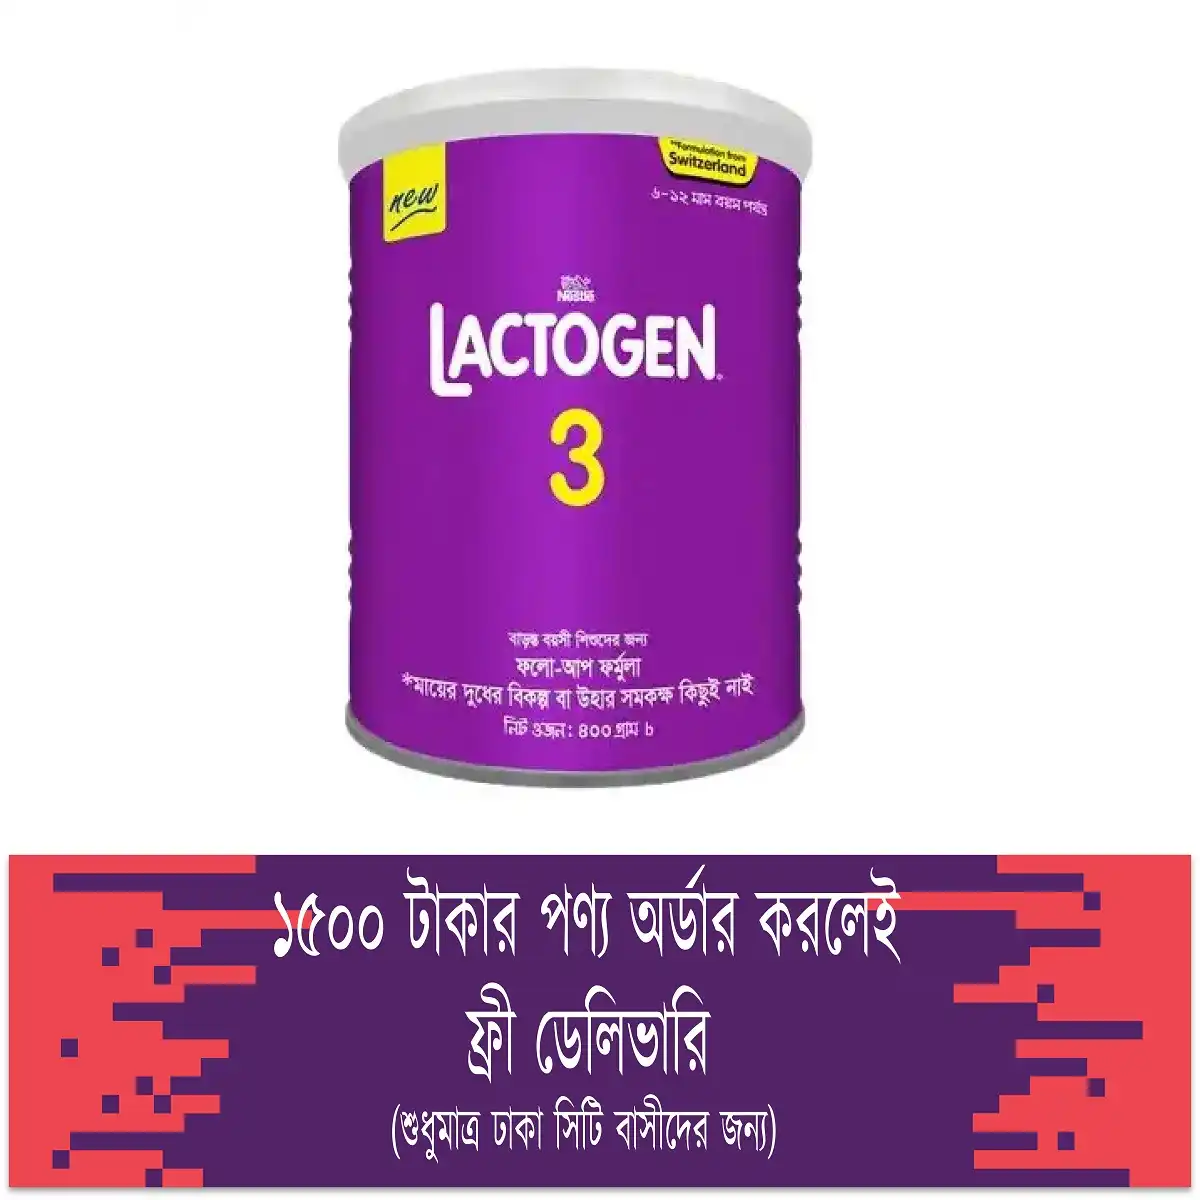 new
**Formulation from
Switzerland
৬-১২ মাস বয়স পর্যন্ত
Nestlé
LACTOGEN
3
বাড়ন্ত বয়সী শিশুদের জন্য
ফলো-আপ ফর্মুলা
*মায়ের দুধের বিকল্প বা উহার সমকক্ষ কিছুই নাই
নিট ওজন: ৪০০ গ্রাম ৮
১৫০০ টাকার পণ্য অর্ডার করলেই
ফ্রী ডেলিভারি
(শুধুমাত্র ঢাকা সিটি বাসীদের জন্য)